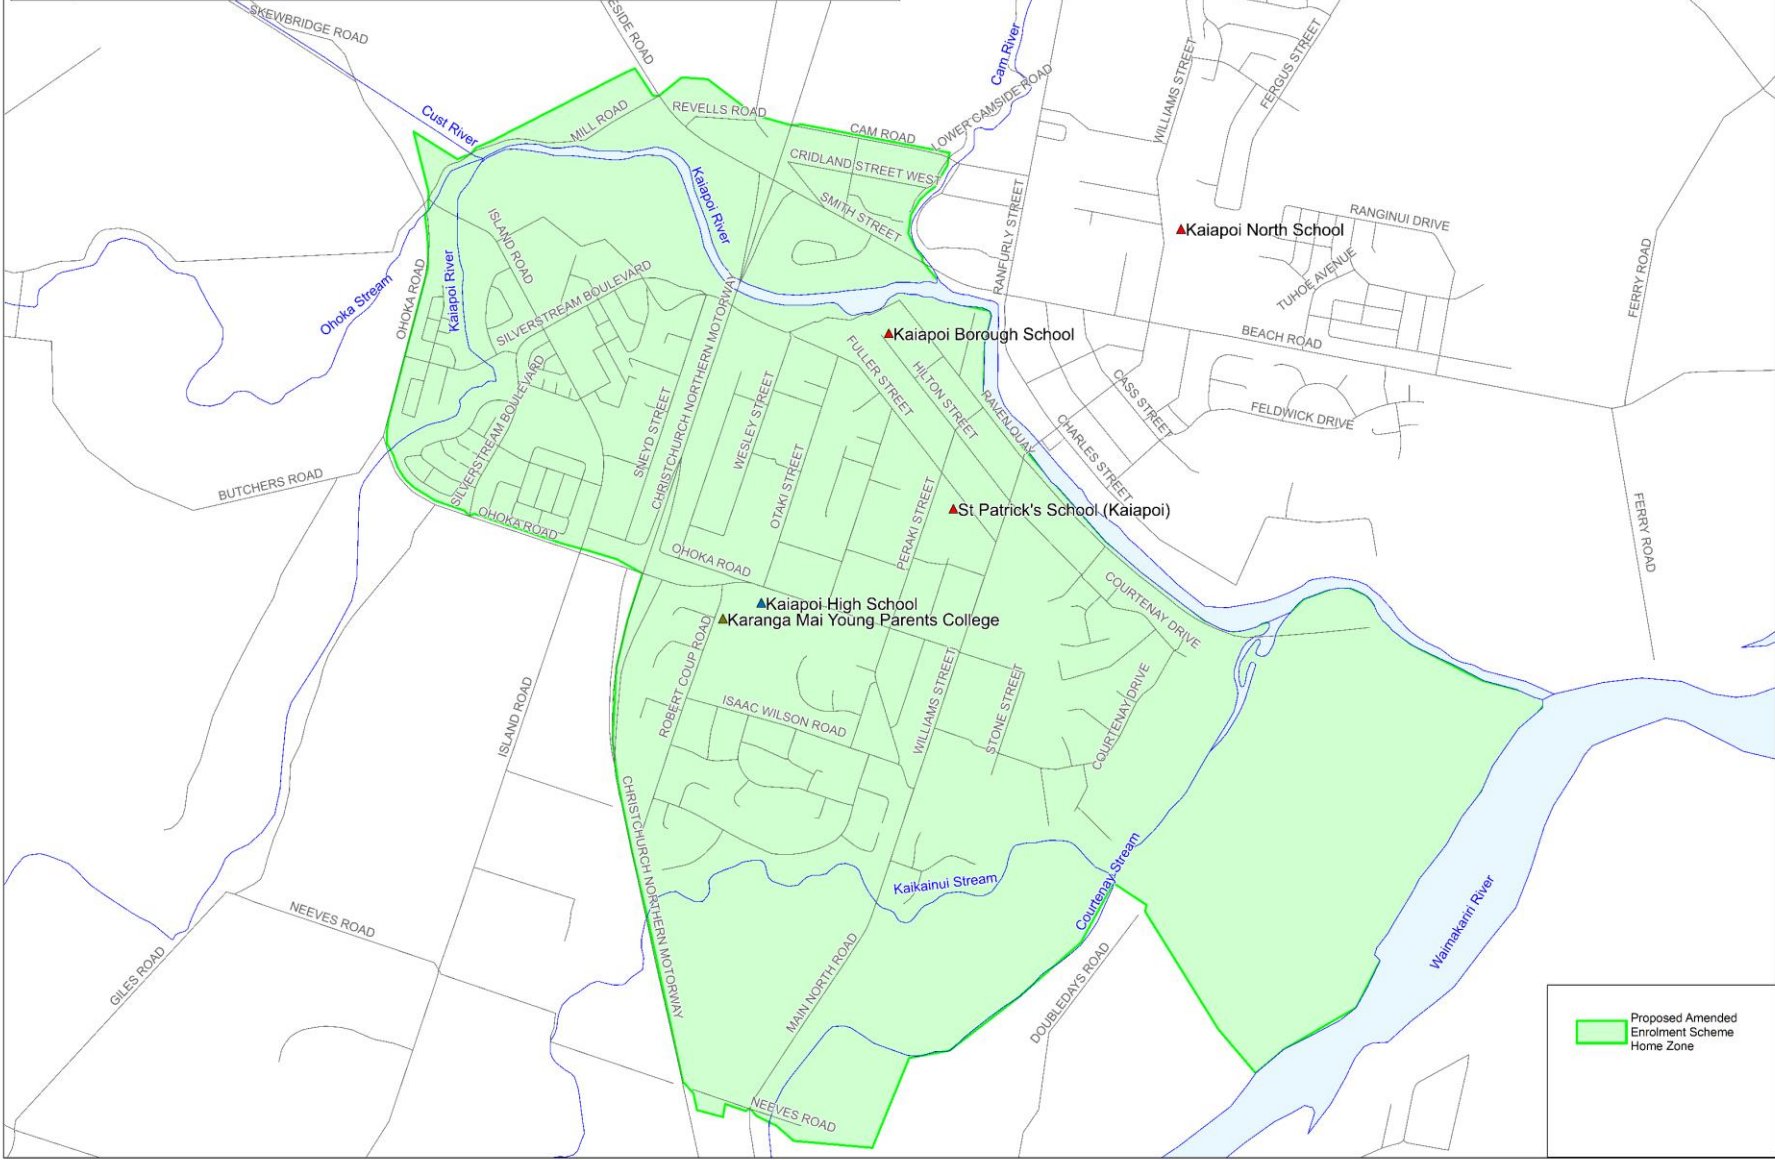 SKEWBRIDGE ROAD
ESIDE ROAD
Cam River
WILLIAMS STREET
FERGUS STREET
Cust River
MILL ROAD
REVELLS ROAD
CAM ROAD
LOWER CAMSIDE ROAD
CRIDLAND STREET WEST
Kaiapoi River
SMITH STREET
RANFURLY STREET
Kaiapoi North School
RANGINUI DRIVE
TUHOE AVENUE
FERRY ROAD
ISLAND ROAD
OHOKA ROAD
Kaiapoi River
Ohoka Stream
SILVERSTREAM BOULEVARD
CHRISTCHURCH NORTHERN MOTORWAY
Kaiapoi Borough School
BEACH ROAD
FULLER STREET
HILTON STREET
RAVEN QUAY
CASS STREET
CHARLES STREET
FELDWICK DRIVE
SILVERSTREAM BOULEVARD
SNEYD STREET
WESLEY STREET
OTAKI STREET
BUTCHERS ROAD
OHOKA ROAD
PERAKI STREET
St Patrick's School (Kaiapoi)
FERRY ROAD
OHOKA ROAD
COURTENAY DRIVE
Kaiapoi High School
Karanga Mai Young Parents College
ROBERT COUP ROAD
ISAAC WILSON ROAD
WILLIAMS STREET
STONE STREET
COURTENAY DRIVE
ISLAND ROAD
CHRISTCHURCH NORTHERN MOTORWAY
Kaikainui Stream
Courtenay Stream
Waimakariri River
NEEVES ROAD
GILES ROAD
MAIN NORTH ROAD
DOUBLEDAYS ROAD
NEEVES ROAD
Proposed Amended
Enrolment Scheme
Home Zone